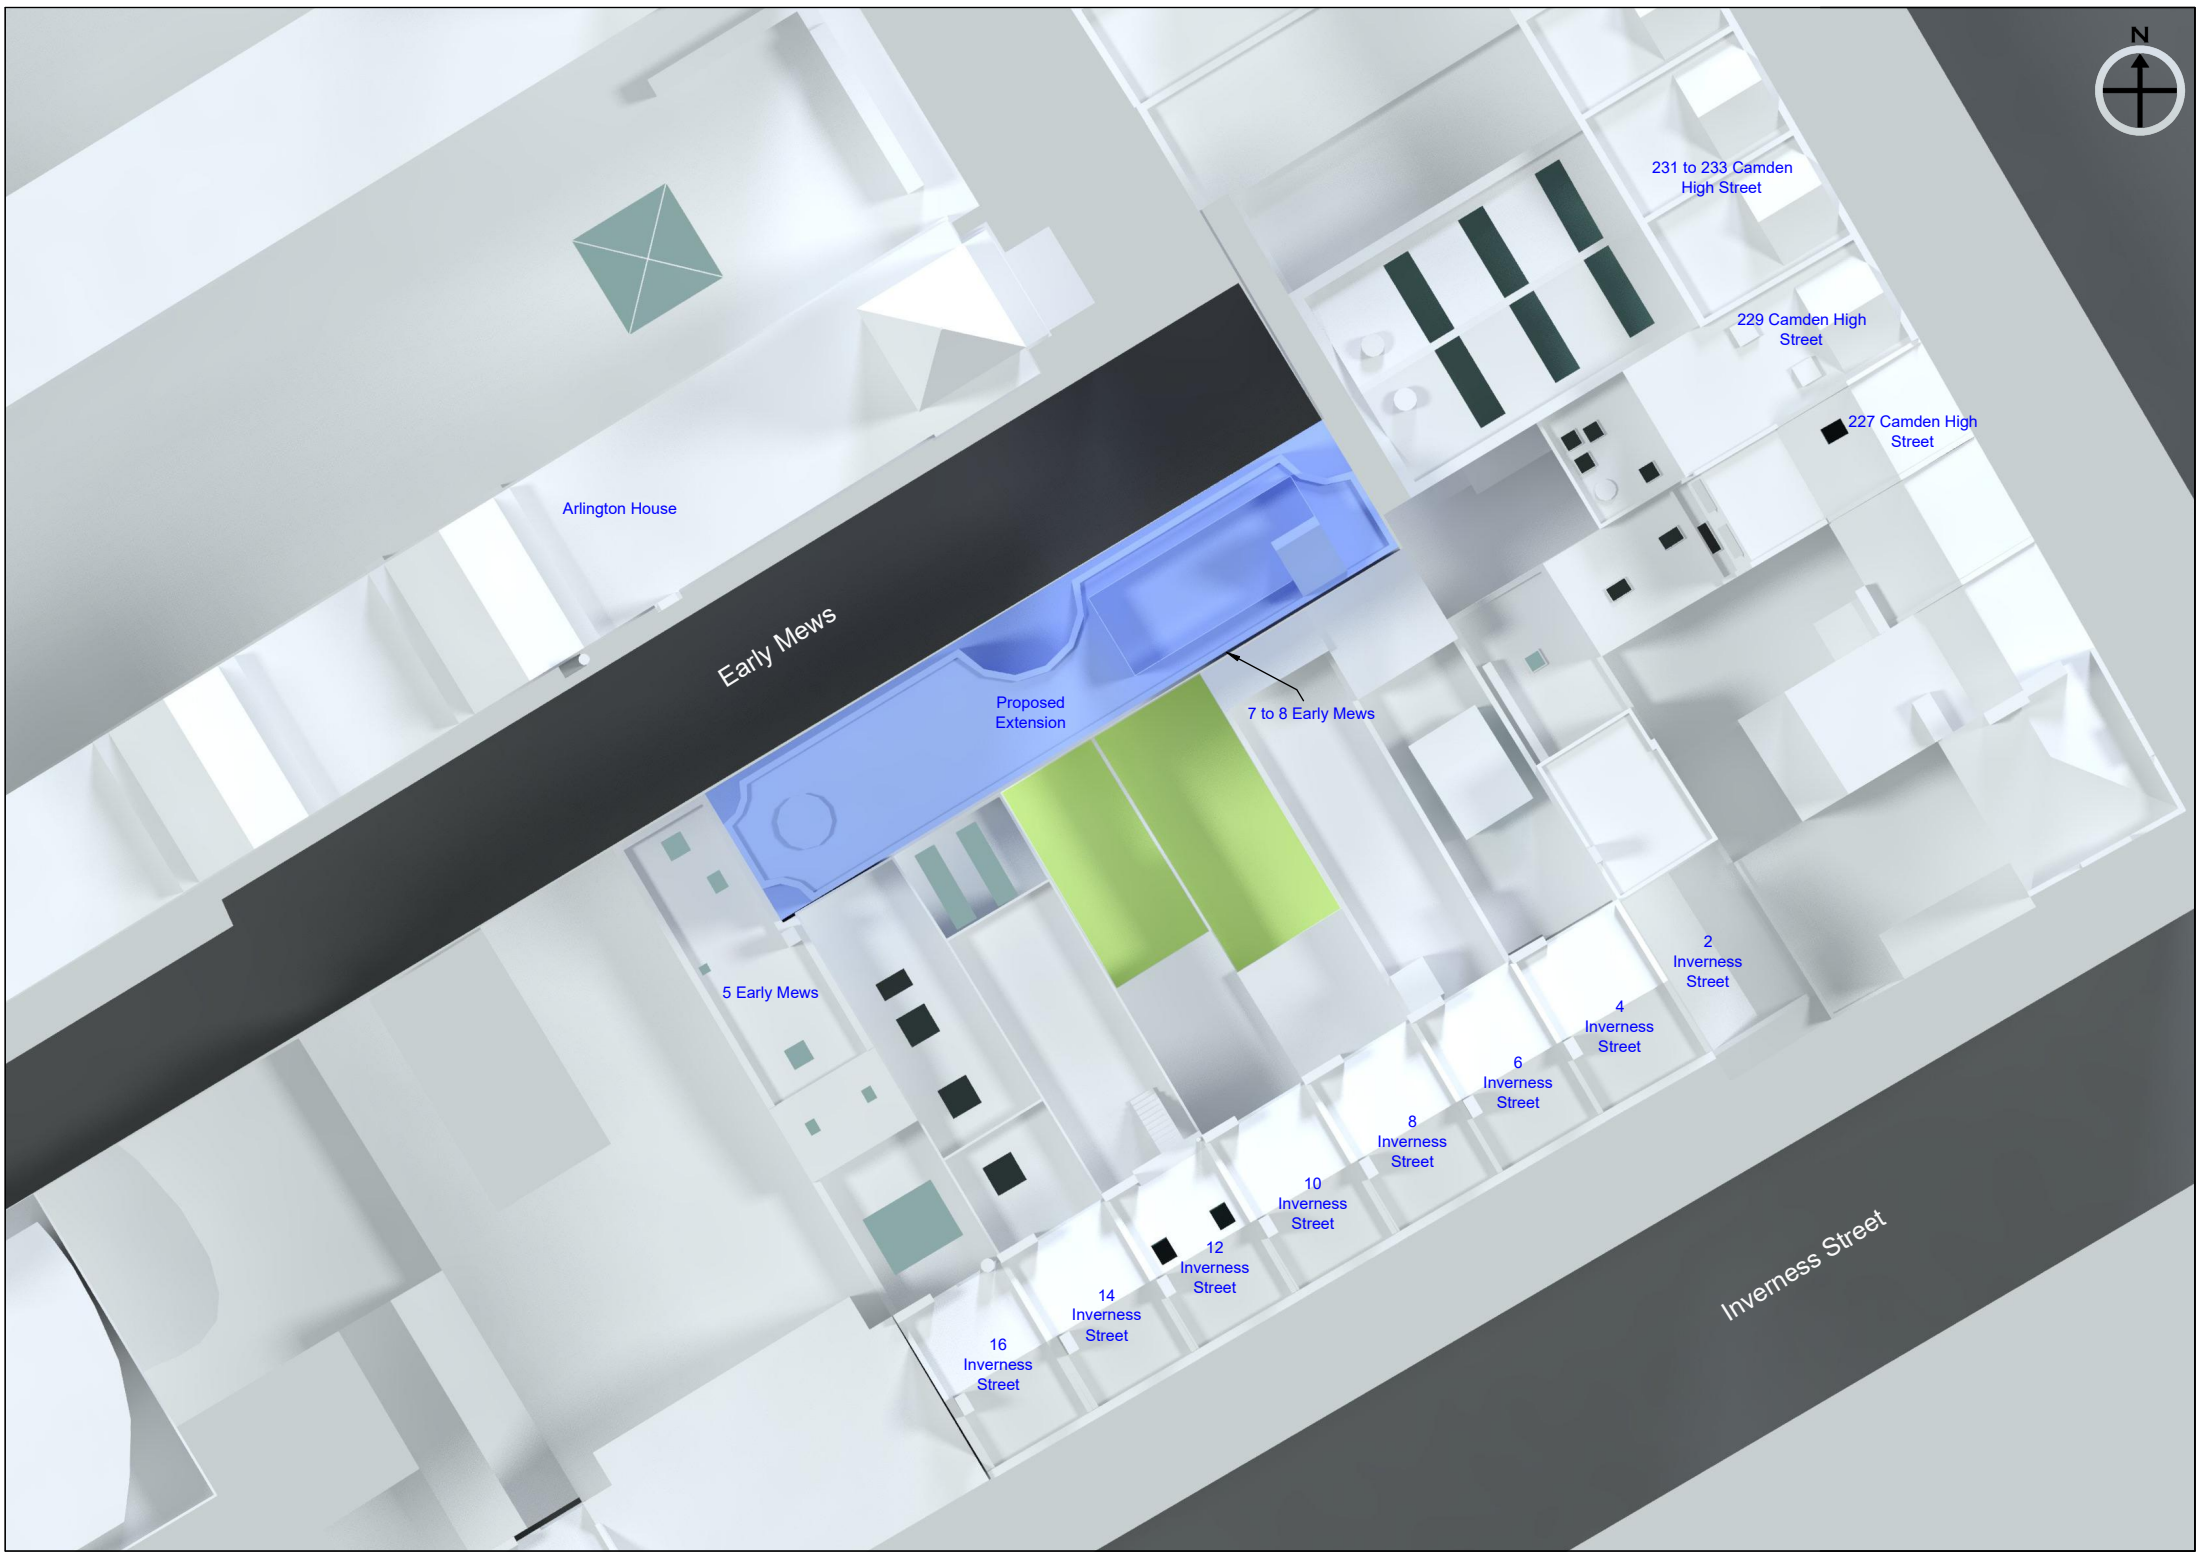 N
231 to 233 Camden
High Street
229 Camden High
Street
227 Camden High
Street
Arlington House
Early Mews
Proposed
Extension
7 to 8 Early Mews
5 Early Mews
2
Inverness
Street
4
Inverness
Street
6
Inverness
Street
8
Inverness
Street
10
Inverness
Street
12
Inverness
Street
14
Inverness
Street
16
Inverness
Street
Inverness Street